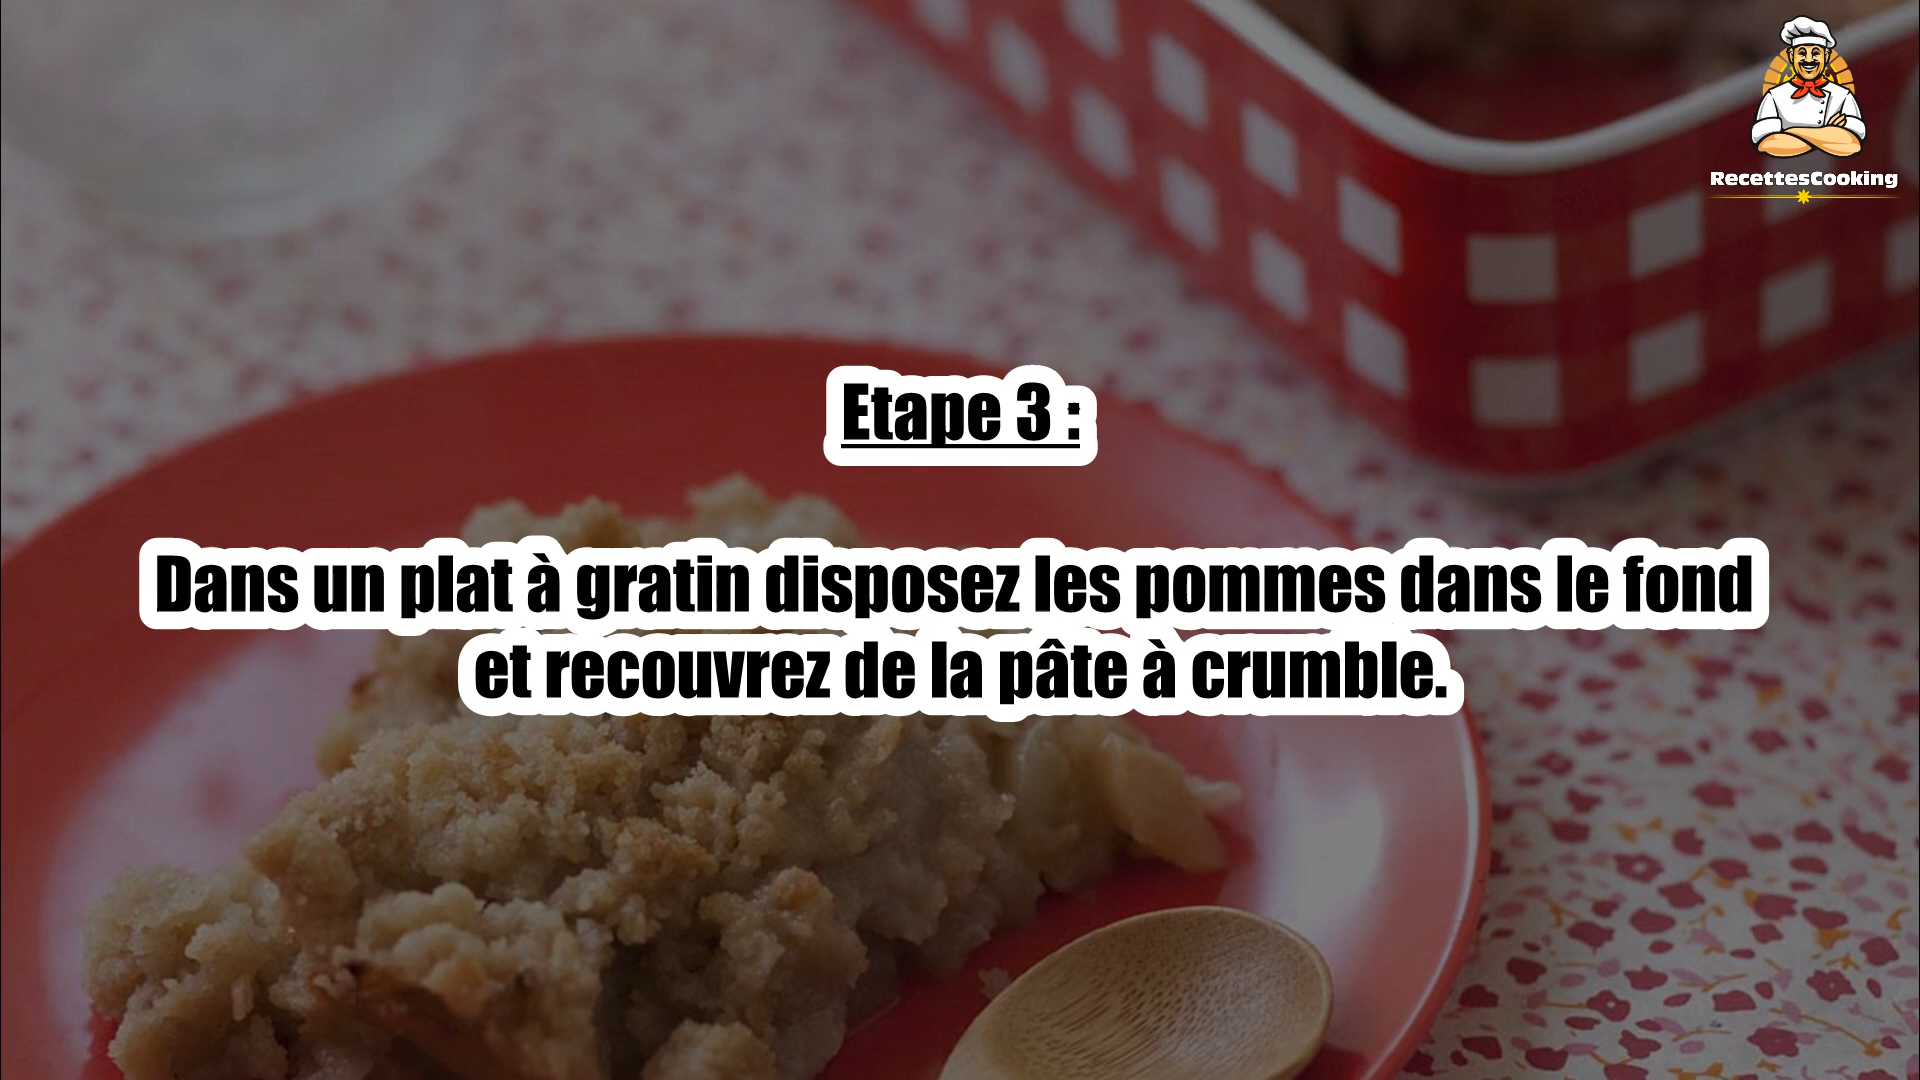 RecettesCooking
Etape 3 :
Dans un plat à gratin disposez les pommes dans le fond
et recouvrez de la pâte à crumble.